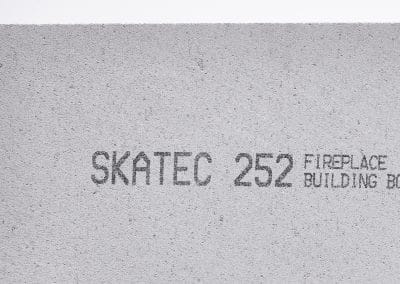 SKATEC 252 FIREPLACE
BUILDING BO